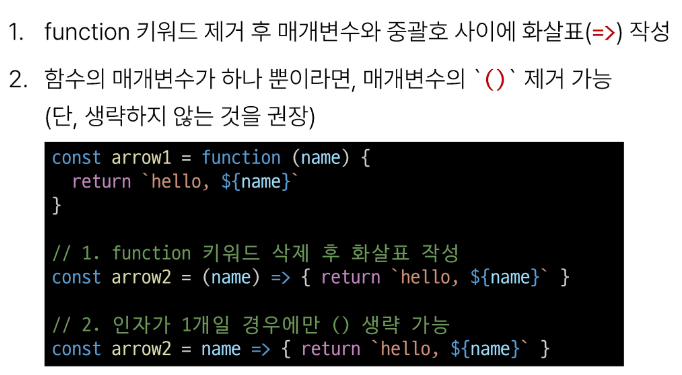 1. function 키워드 제거 후 매개변수와 중괄호 사이에 화살표(=>) 작성
2. 함수의 매개변수가 하나 뿐이라면, 매개변수의 `()` 제거 가능
(단, 생략하지 않는 것을 권장)
const arrow1 = function (name) {
  return `hello, ${name}`
}
// 1. function 키워드 삭제 후 화살표 작성
const arrow2 = (name) => { return `hello, ${name}` }
// 2. 인자가 1개일 경우에만 () 생략 가능
const arrow2 = name => { return `hello, ${name}` }